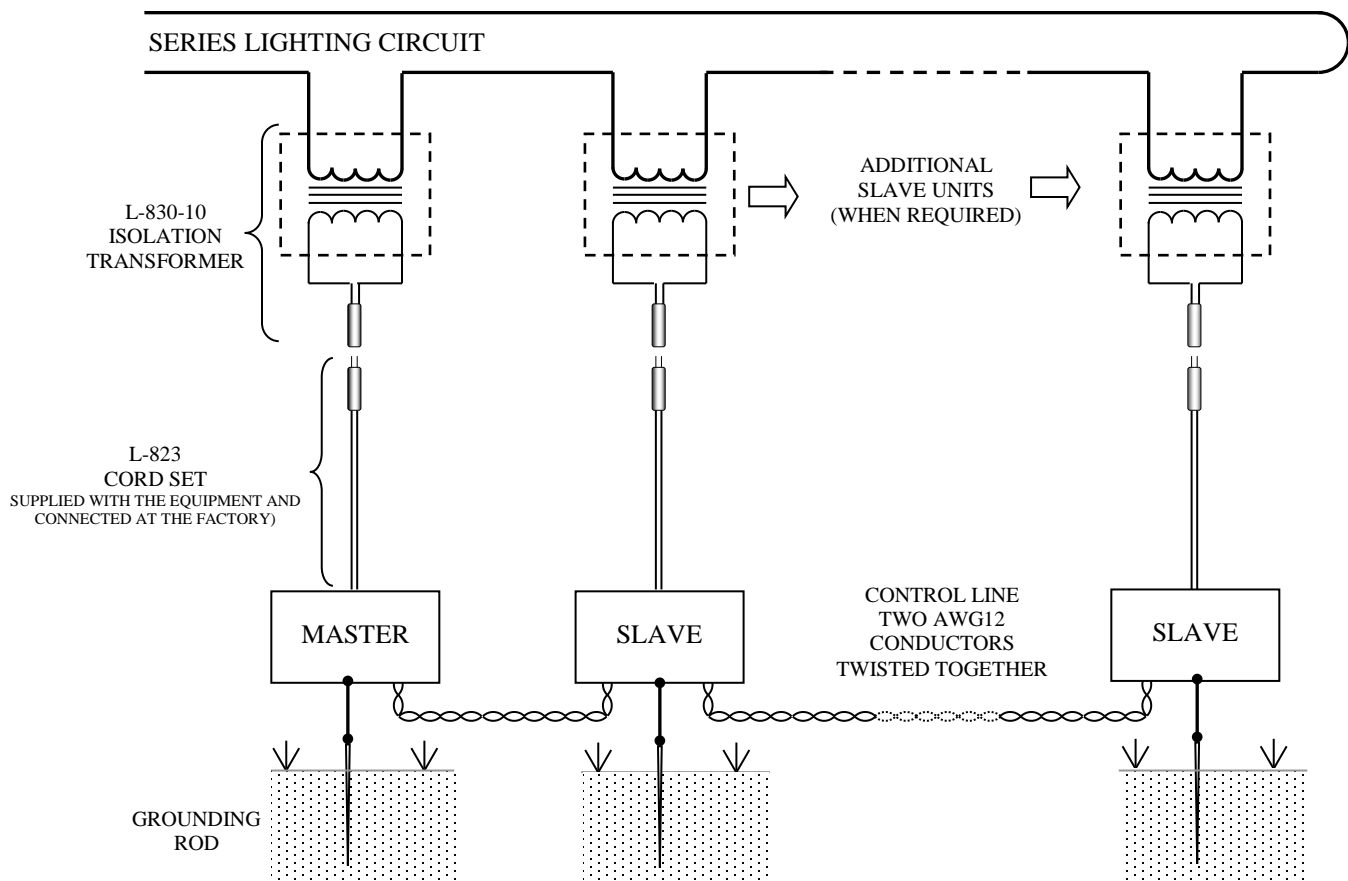 SERIES LIGHTING CIRCUIT
L-830-10
ISOLATION
TRANSFORMER
ADDITIONAL
SLAVE UNITS
(WHEN REQUIRED)
L-823
CORD SET
SUPPLIED WITH THE EQUIPMENT AND
CONNECTED AT THE FACTORY)
MASTER
SLAVE
CONTROL LINE
TWO AWG12
CONDUCTORS
TWISTED TOGETHER
SLAVE
GROUNDING
ROD